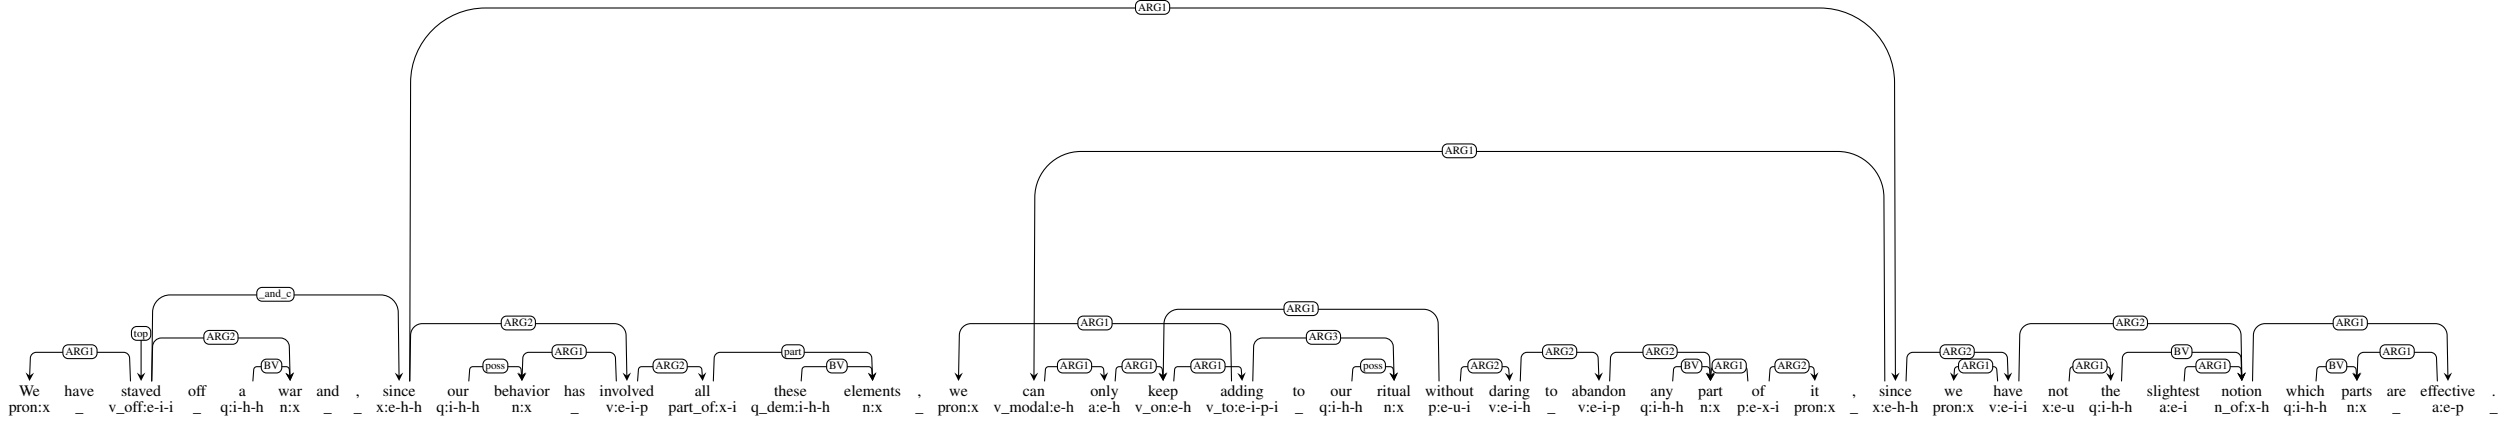 ARG1
ARG1
_and_c
ARG1
top ARG2 ARG1 ARG2 ARG1
ARG2 ARG3
ARG1 ARG1 ARG2 part ARG2 ARG2 ARG2 BV ARG1
BV poss BV ARG1 ARG1 ARG1 poss ARG2 BV ARG1 ARG2 ARG1 ARG1 ARG1 BV
We have staved off a war and , since our behavior has involved all these elements , we can only keep adding to our ritual without daring to abandon any part of it , since we have not the slightest notion which parts are effective .
pron:x _ v_off:e-i-i _ q:i-h-h n:x _ _ x:e-h-h q:i-h-h n:x _ v:e-i-p part_of:x-i q_dem:i-h-h n:x _ pron:x v_modal:e-h a:e-h v_on:e-h v_to:e-i-p-i _ q:i-h-h n:x p:e-u-i v:e-i-h _ v:e-i-p q:i-h-h n:x p:e-x-i pron:x _ x:e-h-h pron:x v:e-i-i x:e-u q:i-h-h a:e-i n_of:x-h q:i-h-h n:x _ a:e-p _